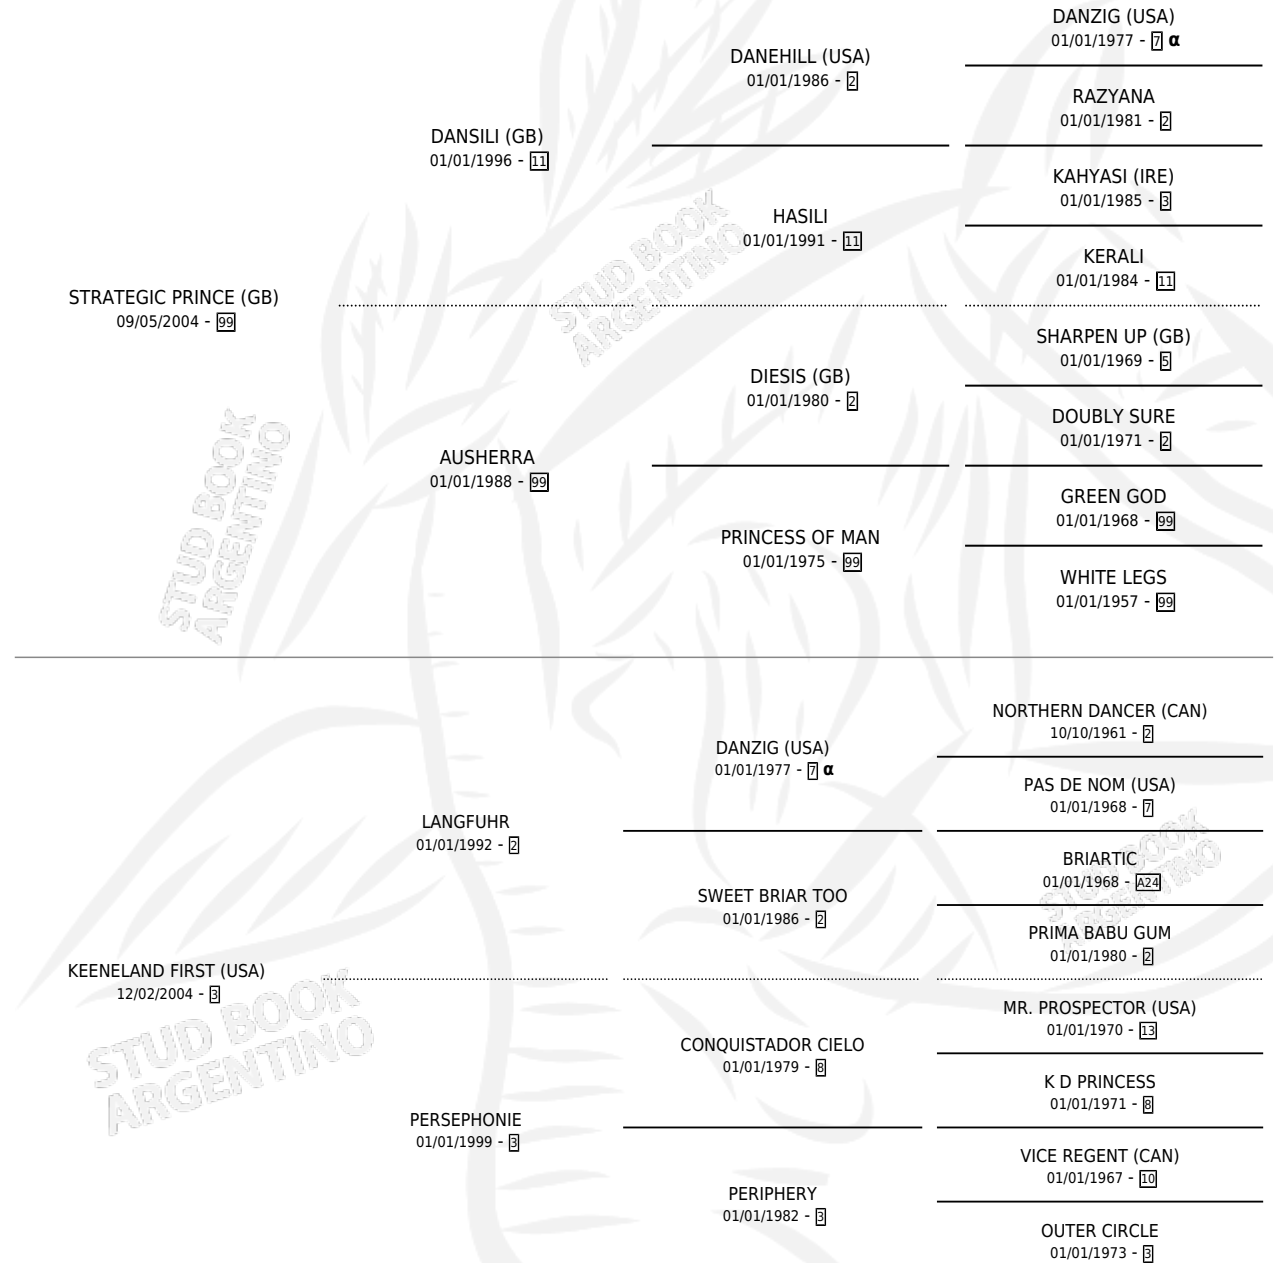 DANZIG (USA)
01/01/1977 - 7 α
DANEHILL (USA)
01/01/1986 - 2
RAZYANA
01/01/1981 - 2
DANSILI (GB)
01/01/1996 - 11
KAHYASI (IRE)
01/01/1985 - 3
HASILI
01/01/1991 - 11
KERALI
01/01/1984 - 11
STRATEGIC PRINCE (GB)
09/05/2004 - 99
SHARPEN UP (GB)
01/01/1969 - 5
DIESIS (GB)
01/01/1980 - 2
DOUBLY SURE
01/01/1971 - 2
AUSHERRA
01/01/1988 - 99
GREEN GOD
01/01/1968 - 99
PRINCESS OF MAN
01/01/1975 - 99
WHITE LEGS
01/01/1957 - 99
STUD BOOK
ARGENTINO
STUD BOOK
ARGENTINO
NORTHERN DANCER (CAN)
10/10/1961 - 2
DANZIG (USA)
01/01/1977 - 7 α
PAS DE NOM (USA)
01/01/1968 - 7
LANGFUHR
01/01/1992 - 2
BRIARTIC
01/01/1968 - A24
SWEET BRIAR TOO
01/01/1986 - 2
PRIMA BABU GUM
01/01/1980 - 2
KEENELAND FIRST (USA)
12/02/2004 - 3
MR. PROSPECTOR (USA)
01/01/1970 - 13
CONQUISTADOR CIELO
01/01/1979 - 8
K D PRINCESS
01/01/1971 - 8
PERSEPHONIE
01/01/1999 - 3
VICE REGENT (CAN)
01/01/1967 - 10
PERIPHERY
01/01/1982 - 3
OUTER CIRCLE
01/01/1973 - 3
STUD BOOK
ARGENTINO
STUD BOOK
ARGENTINO